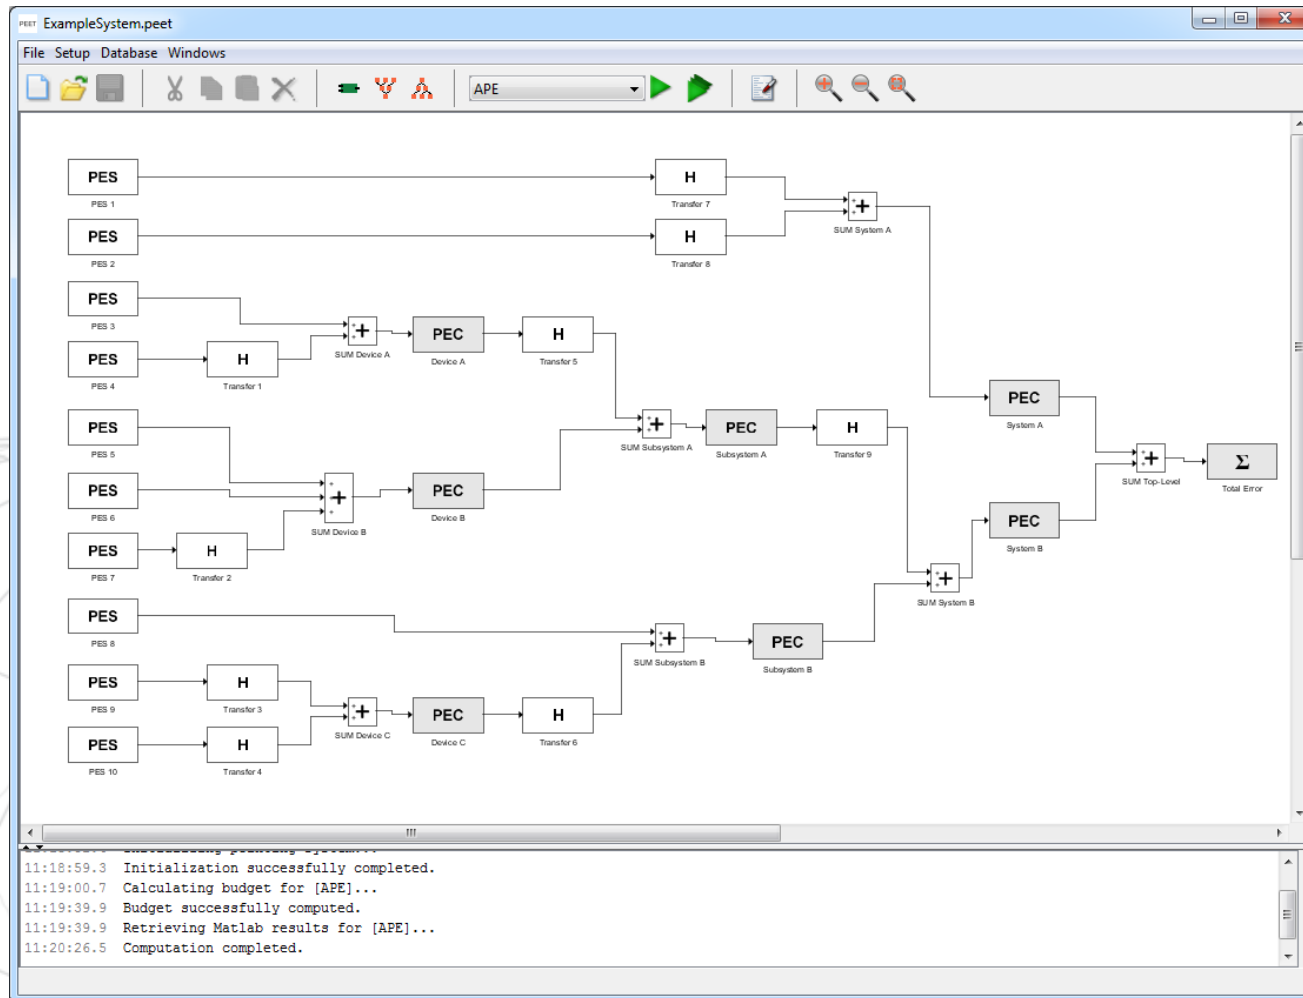 PEET ExampleSystem.peet
File Setup Database Windows
APE
PES
PES 1
H
Transfer 7
SUM System A
PES
PES 2
H
Transfer 8
PES
PES 3
SUM Device A
PEC
Device A
H
Transfer 5
PES
PES 4
H
Transfer 1
PEC
System A
PES
PES 5
SUM Subsystem A
PEC
Subsystem A
H
Transfer 9
SUM Top-Level
Σ
Total Error
PES
PES 6
SUM Device B
PEC
Device B
PEC
System B
PES
PES 7
H
Transfer 2
SUM System B
PES
PES 8
SUM Subsystem B
PEC
Subsystem B
PES
PES 9
H
Transfer 3
SUM Device C
PEC
Device C
H
Transfer 6
PES
PES 10
H
Transfer 4
11:18:59.3 Initialization successfully completed.
11:19:00.7 Calculating budget for [APE]...
11:19:39.9 Budget successfully computed.
11:19:39.9 Retrieving Matlab results for [APE]...
11:20:26.5 Computation completed.